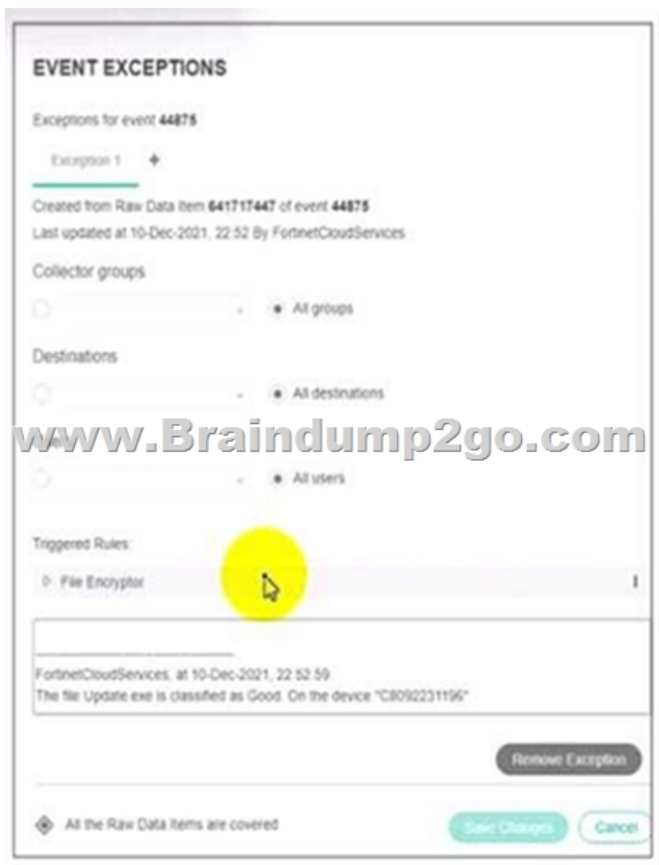 EVENT EXCEPTIONS
Exceptions for event 44875
Exception 1 +
Created from Raw Data Item 641717447 of event 44875
Last updated at 10-Dec-2021, 22:52 By FortinetCloudServices
Collector groups
All groups
Destinations
All destinations
www.Braindump2go.com
All users
Triggered Rules:
File Encryptor
FortinetCloudServices, at 10-Dec-2021, 22:52:59
The file Update.exe is classified as Good. On the device "C8092231196"
Remove Exception
All the Raw Data Items are covered
Save Changes
Cancel